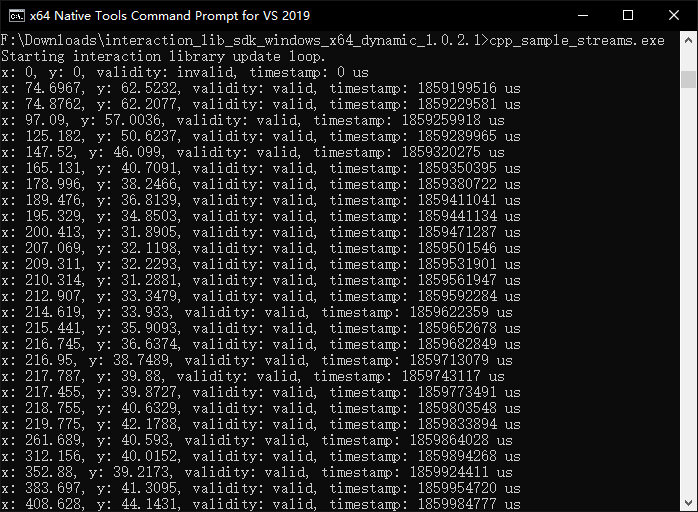 x64 Native Tools Command Prompt for VS 2019
F:\Downloads\interaction_lib_sdk_windows_x64_dynamic_1.0.2.1>cpp_sample_streams.exe
Starting interaction library update loop.
x: 0, y: 0, validity: invalid, timestamp: 0 us
x: 74.6967, y: 62.5232, validity: valid, timestamp: 1859199516 us
x: 74.8762, y: 62.2077, validity: valid, timestamp: 1859229581 us
x: 97.09, y: 57.0036, validity: valid, timestamp: 1859259918 us
x: 125.182, y: 50.6237, validity: valid, timestamp: 1859289965 us
x: 147.52, y: 46.099, validity: valid, timestamp: 1859320275 us
x: 165.131, y: 40.7091, validity: valid, timestamp: 1859350395 us
x: 178.996, y: 38.2466, validity: valid, timestamp: 1859380722 us
x: 189.476, y: 36.8139, validity: valid, timestamp: 1859411041 us
x: 195.329, y: 34.8503, validity: valid, timestamp: 1859441134 us
x: 200.413, y: 31.8905, validity: valid, timestamp: 1859471287 us
x: 207.069, y: 32.1198, validity: valid, timestamp: 1859501546 us
x: 209.311, y: 32.2293, validity: valid, timestamp: 1859531901 us
x: 210.314, y: 31.2881, validity: valid, timestamp: 1859561947 us
x: 212.907, y: 33.3479, validity: valid, timestamp: 1859592284 us
x: 214.619, y: 33.933, validity: valid, timestamp: 1859622359 us
x: 215.441, y: 35.9093, validity: valid, timestamp: 1859652678 us
x: 216.745, y: 36.6374, validity: valid, timestamp: 1859682849 us
x: 216.95, y: 38.7489, validity: valid, timestamp: 1859713079 us
x: 217.787, y: 39.88, validity: valid, timestamp: 1859743117 us
x: 217.455, y: 39.8727, validity: valid, timestamp: 1859773491 us
x: 218.755, y: 40.6329, validity: valid, timestamp: 1859803548 us
x: 219.775, y: 42.1788, validity: valid, timestamp: 1859833894 us
x: 261.689, y: 40.593, validity: valid, timestamp: 1859864028 us
x: 312.156, y: 40.0152, validity: valid, timestamp: 1859894268 us
x: 352.88, y: 39.2173, validity: valid, timestamp: 1859924411 us
x: 383.697, y: 41.3095, validity: valid, timestamp: 1859954720 us
x: 408.628, y: 44.1431, validity: valid, timestamp: 1859984777 us